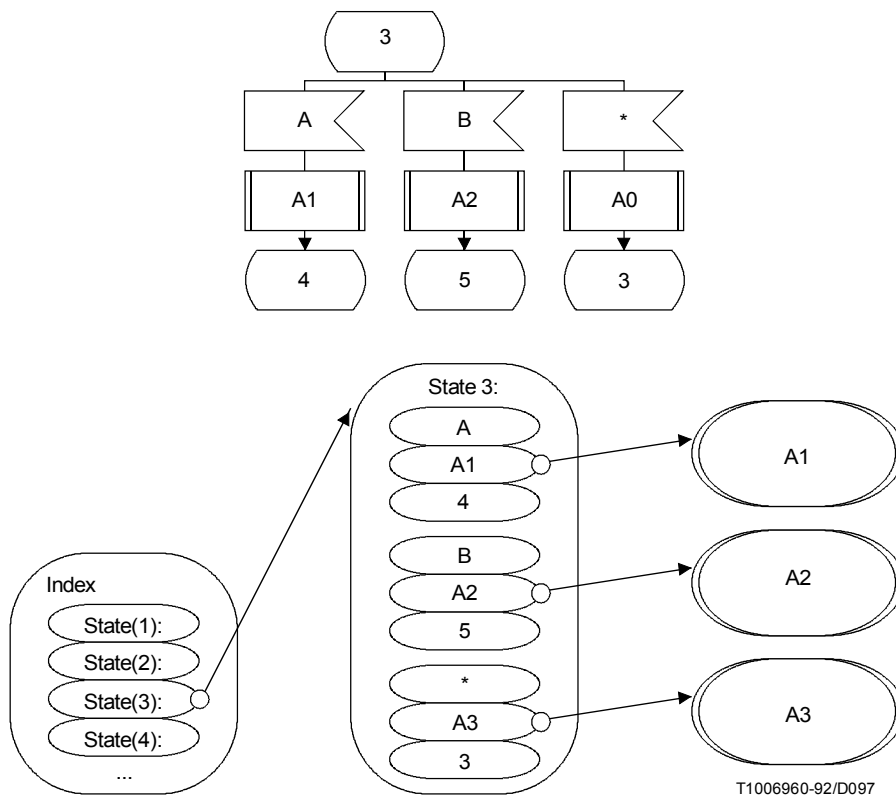 3
A B *
A1 A2 A0
4 5 3
State 3:
A
A1
4
B
A2
5
*
A3
3
A1
A2
A3
Index
State(1):
State(2):
State(3):
State(4):
...
T1006960-92/D097